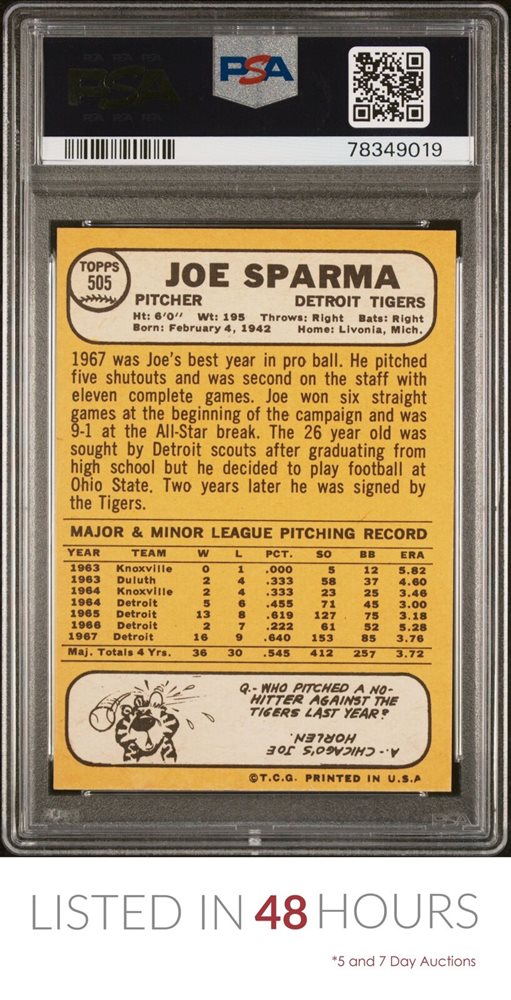 PSA PSA PSA
PSA
PSA PSA PSA
PSA
78349019
TOPPS
505
JOE SPARMA
PITCHER DETROIT TIGERS
Ht: 6'0" Wt: 195 Throws: Right Bats: Right
Born: February 4, 1942 Home: Livonia, Mich.
1967 was Joe's best year in pro ball. He pitched
five shutouts and was second on the staff with
eleven complete games. Joe won six straight
games at the beginning of the campaign and was
9-1 at the All-Star break. The 26 year old was
sought by Detroit scouts after graduating from
high school but he decided to play football at
Ohio State. Two years later he was signed by
the Tigers.
MAJOR & MINOR LEAGUE PITCHING RECORD
YEAR TEAM W L PCT. SO BB ERA
1963 Knoxville 0 1 .000 5 12 5.82
1963 Duluth 2 4 .333 58 37 4.60
1964 Knoxville 2 4 .333 23 25 3.46
1964 Detroit 5 6 .455 71 45 3.00
1965 Detroit 13 8 .619 127 75 3.18
1966 Detroit 2 7 .222 61 52 5.28
1967 Detroit 16 9 .640 153 85 3.76
Maj. Totals 4 Yrs. 36 30 .545 412 257 3.72
Q.- WHO PITCHED A NO-
HITTER AGAINST THE
TIGERS LAST YEAR?
A.- CHICAGO'S JOE
HORLEN.
©T.C.G. PRINTED IN U.S.A
PSA
LISTED IN 48 HOURS
*5 and 7 Day Auctions